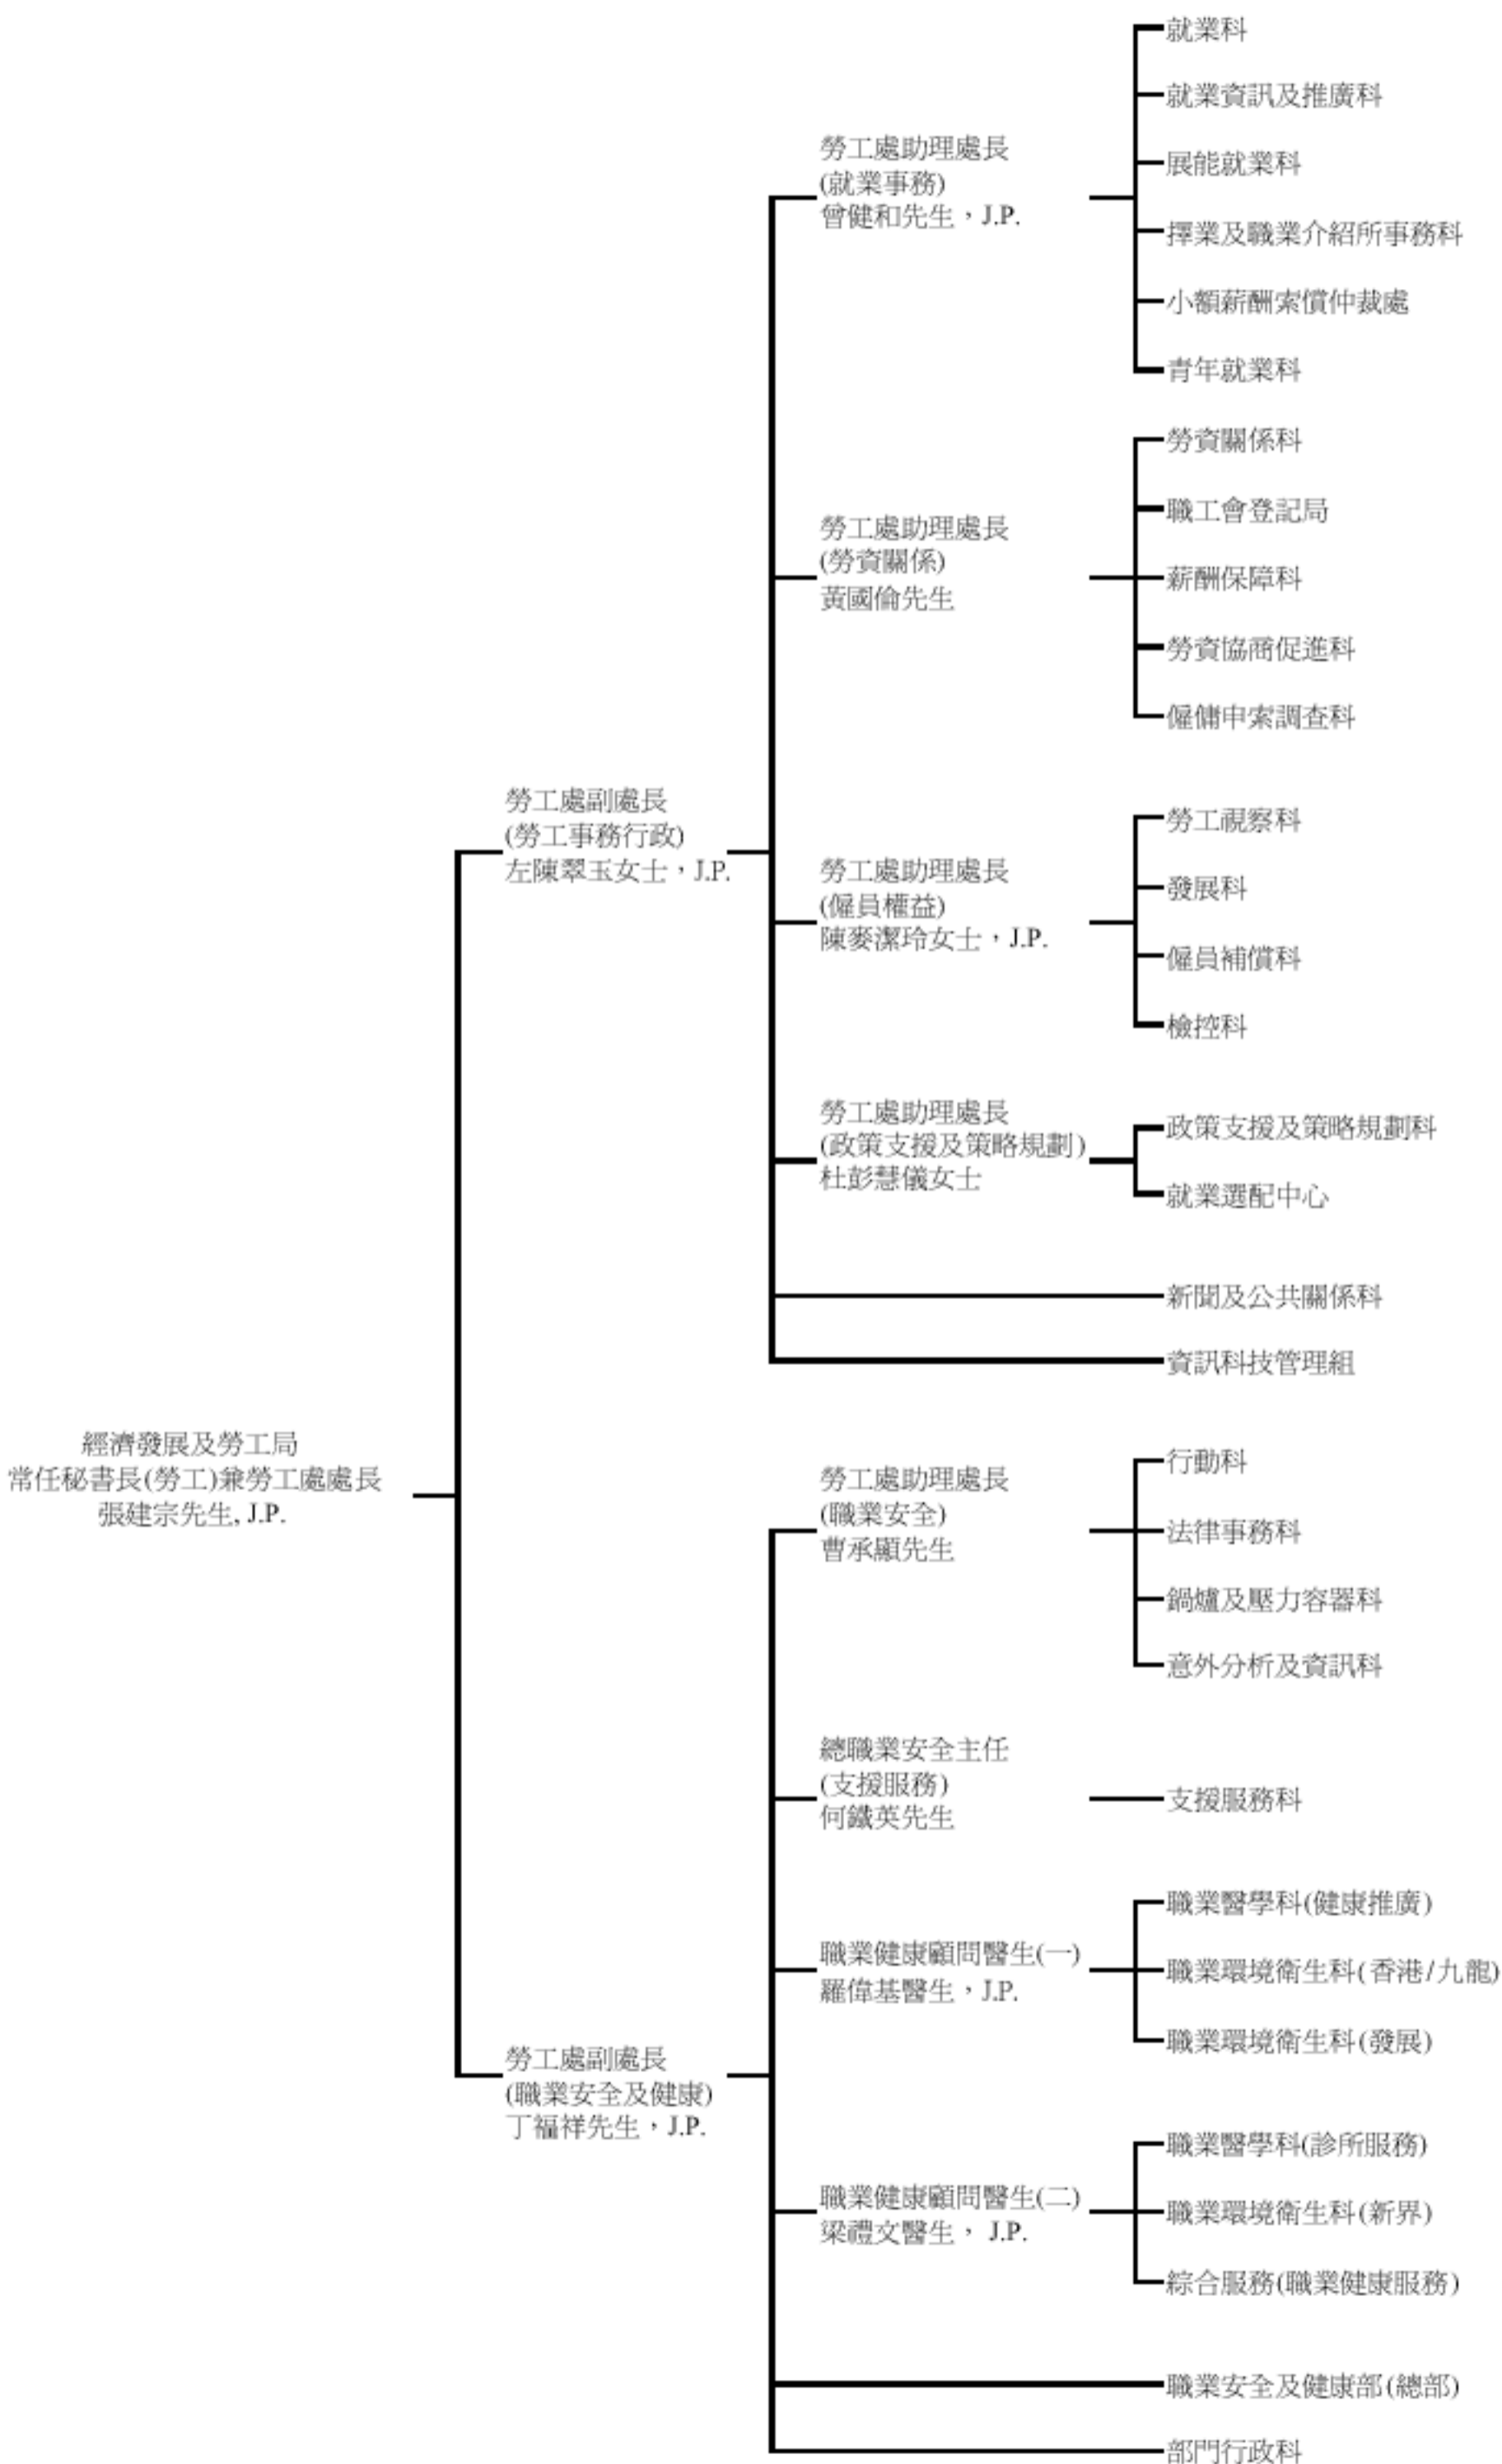 經濟發展及勞工局
常任秘書長(勞工)兼勞工處處長
張建宗先生, J.P.
勞工處副處長
(勞工事務行政)
左陳翠玉女士，J.P.
勞工處助理處長
(就業事務)
曾健和先生，J.P.
就業科
就業資訊及推廣科
展能就業科
擇業及職業介紹所事務科
小額薪酬索償仲裁處
青年就業科
勞工處助理處長
(勞資關係)
黃國倫先生
勞資關係科
職工會登記局
薪酬保障科
勞資協商促進科
僱傭申索調查科
勞工處助理處長
(僱員權益)
陳麥潔玲女士，J.P.
勞工視察科
發展科
僱員補償科
檢控科
勞工處助理處長
(政策支援及策略規劃)
杜彭慧儀女士
政策支援及策略規劃科
就業選配中心
新聞及公共關係科
資訊科技管理組
勞工處副處長
(職業安全及健康)
丁福祥先生，J.P.
勞工處助理處長
(職業安全)
曹承顯先生
行動科
法律事務科
鍋爐及壓力容器科
意外分析及資訊科
總職業安全主任
(支援服務)
何鐵英先生
支援服務科
職業健康顧問醫生(一)
羅偉基醫生，J.P.
職業醫學科(健康推廣)
職業環境衛生科(香港/九龍)
職業環境衛生科(發展)
職業健康顧問醫生(二)
梁禮文醫生， J.P.
職業醫學科(診所服務)
職業環境衛生科(新界)
綜合服務(職業健康服務)
職業安全及健康部(總部)
部門行政科